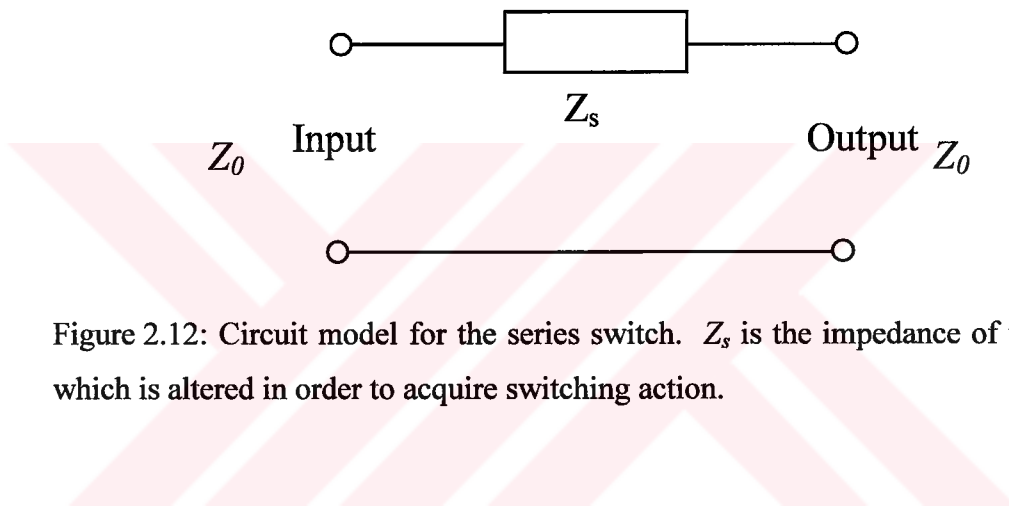 Z_s
Input
Output
Z_0
Z_0
Figure 2.12: Circuit model for the series switch. Z_s is the impedance of
which is altered in order to acquire switching action.